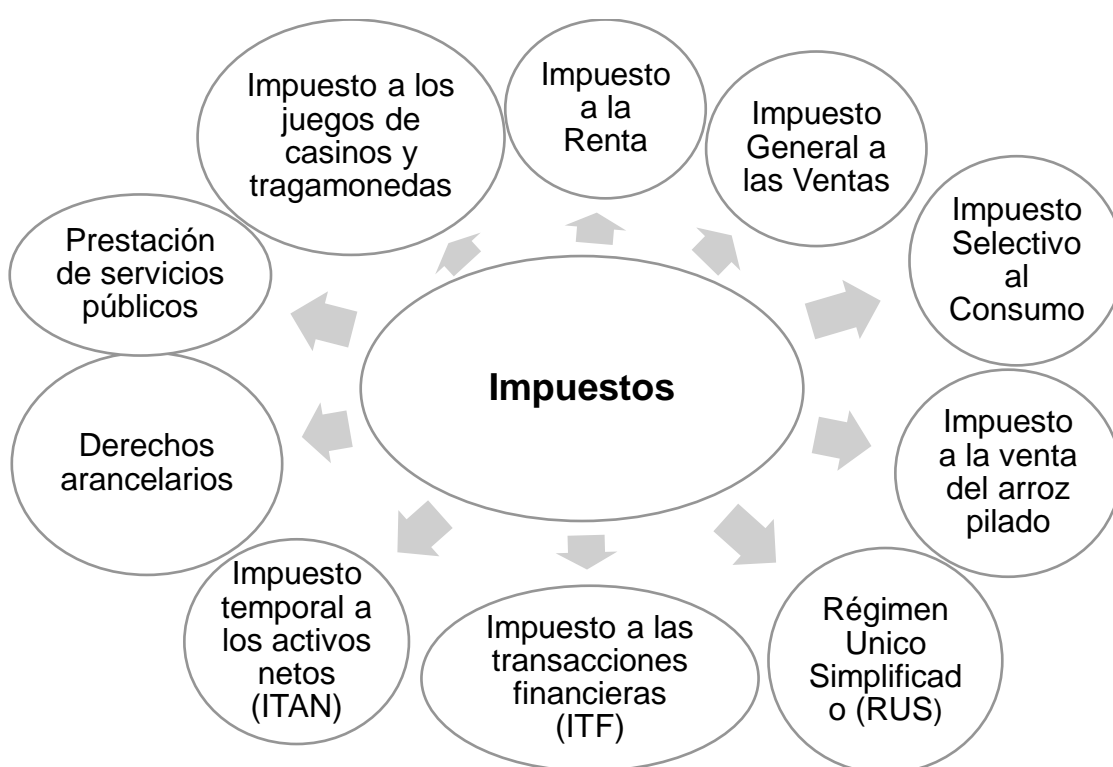 Impuesto a los
juegos de
casinos y
tragamonedas
Impuesto
a la
Renta
Impuesto
General a
las Ventas
Impuesto
Selectivo
al
Consumo
Prestación
de servicios
públicos
Impuestos
Derechos
arancelarios
Impuesto
a la venta
del arroz
pilado
Impuesto
temporal a
los activos
netos
(ITAN)
Impuesto a las
transacciones
financieras
(ITF)
Régimen
Unico
Simplificad
o (RUS)